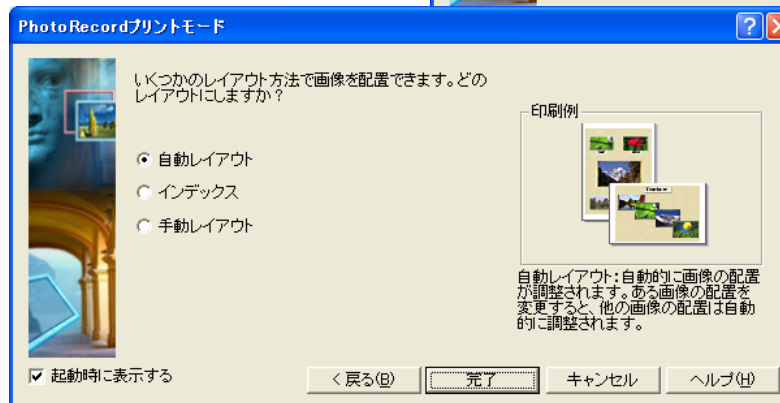 PhotoRecordプリントモード
いくつかのレイアウト方法で画像を配置できます。どの
レイアウトにしますか？
自動レイアウト
インデックス
手動レイアウト
印刷例
自動レイアウト：自動的に画像の配置
が調整されます。ある画像の配置を
変更すると、他の画像の配置は自動
的に調整されます。
起動時に表示する
< 戻る(B)
完了
キャンセル
ヘルプ(H)